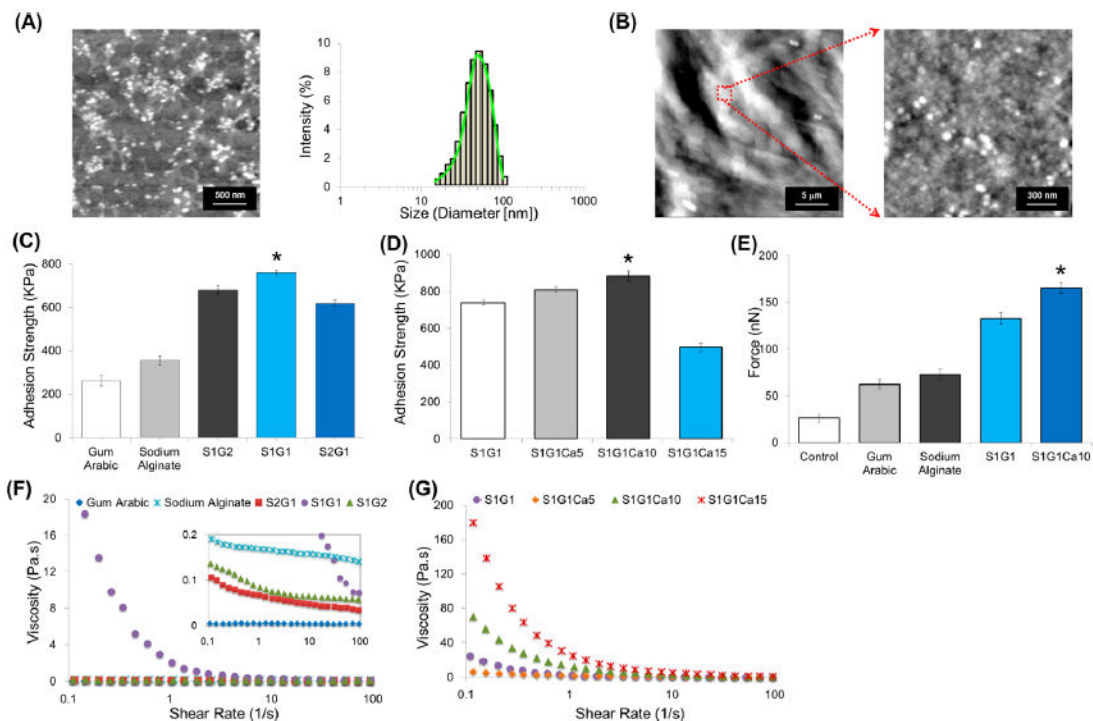 (A)
500 nm
Intensity (%)
10
8
6
4
2
0
1
10
100
1000
Size (Diameter [nm])
(B)
5 μm
300 nm
(C)
Adhesion Strength (KPa)
800
600
400
200
0
*
Gum Arabic
Sodium Alginate
S1G2
S1G1
S2G1
(D)
Adhesion Strength (KPa)
1000
800
600
400
200
0
*
S1G1
S1G1Ca5
S1G1Ca10
S1G1Ca15
(E)
Force (nN)
200
150
100
50
0
*
Control
Gum Arabic
Sodium Alginate
S1G1
S1G1Ca10
(F)
Gum Arabic Sodium Alginate S2G1 S1G1 S1G2
Viscosity (Pa.s)
20
16
12
8
4
0
0.2
0.1
0
0.1 1 10 100
0.1 1 10 100
Shear Rate (1/s)
(G)
S1G1 S1G1Ca5 S1G1Ca10 S1G1Ca15
Viscosity (Pa.s)
200
160
120
80
40
0
0.1 1 10 100
Shear Rate (1/s)